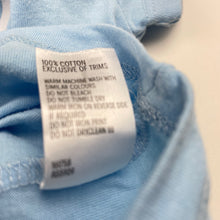 100% COTTON
EXCLUSIVE OF TRIMS
WARM MACHINE WASH WITH
SIMILAR COLOURS
DO NOT BLEACH
DO NOT TUMBLE DRY
WARM IRON ON REVERSE SIDE
IF REQUIRED
DO NOT IRON PRINT
DO NOT DRYCLEAN